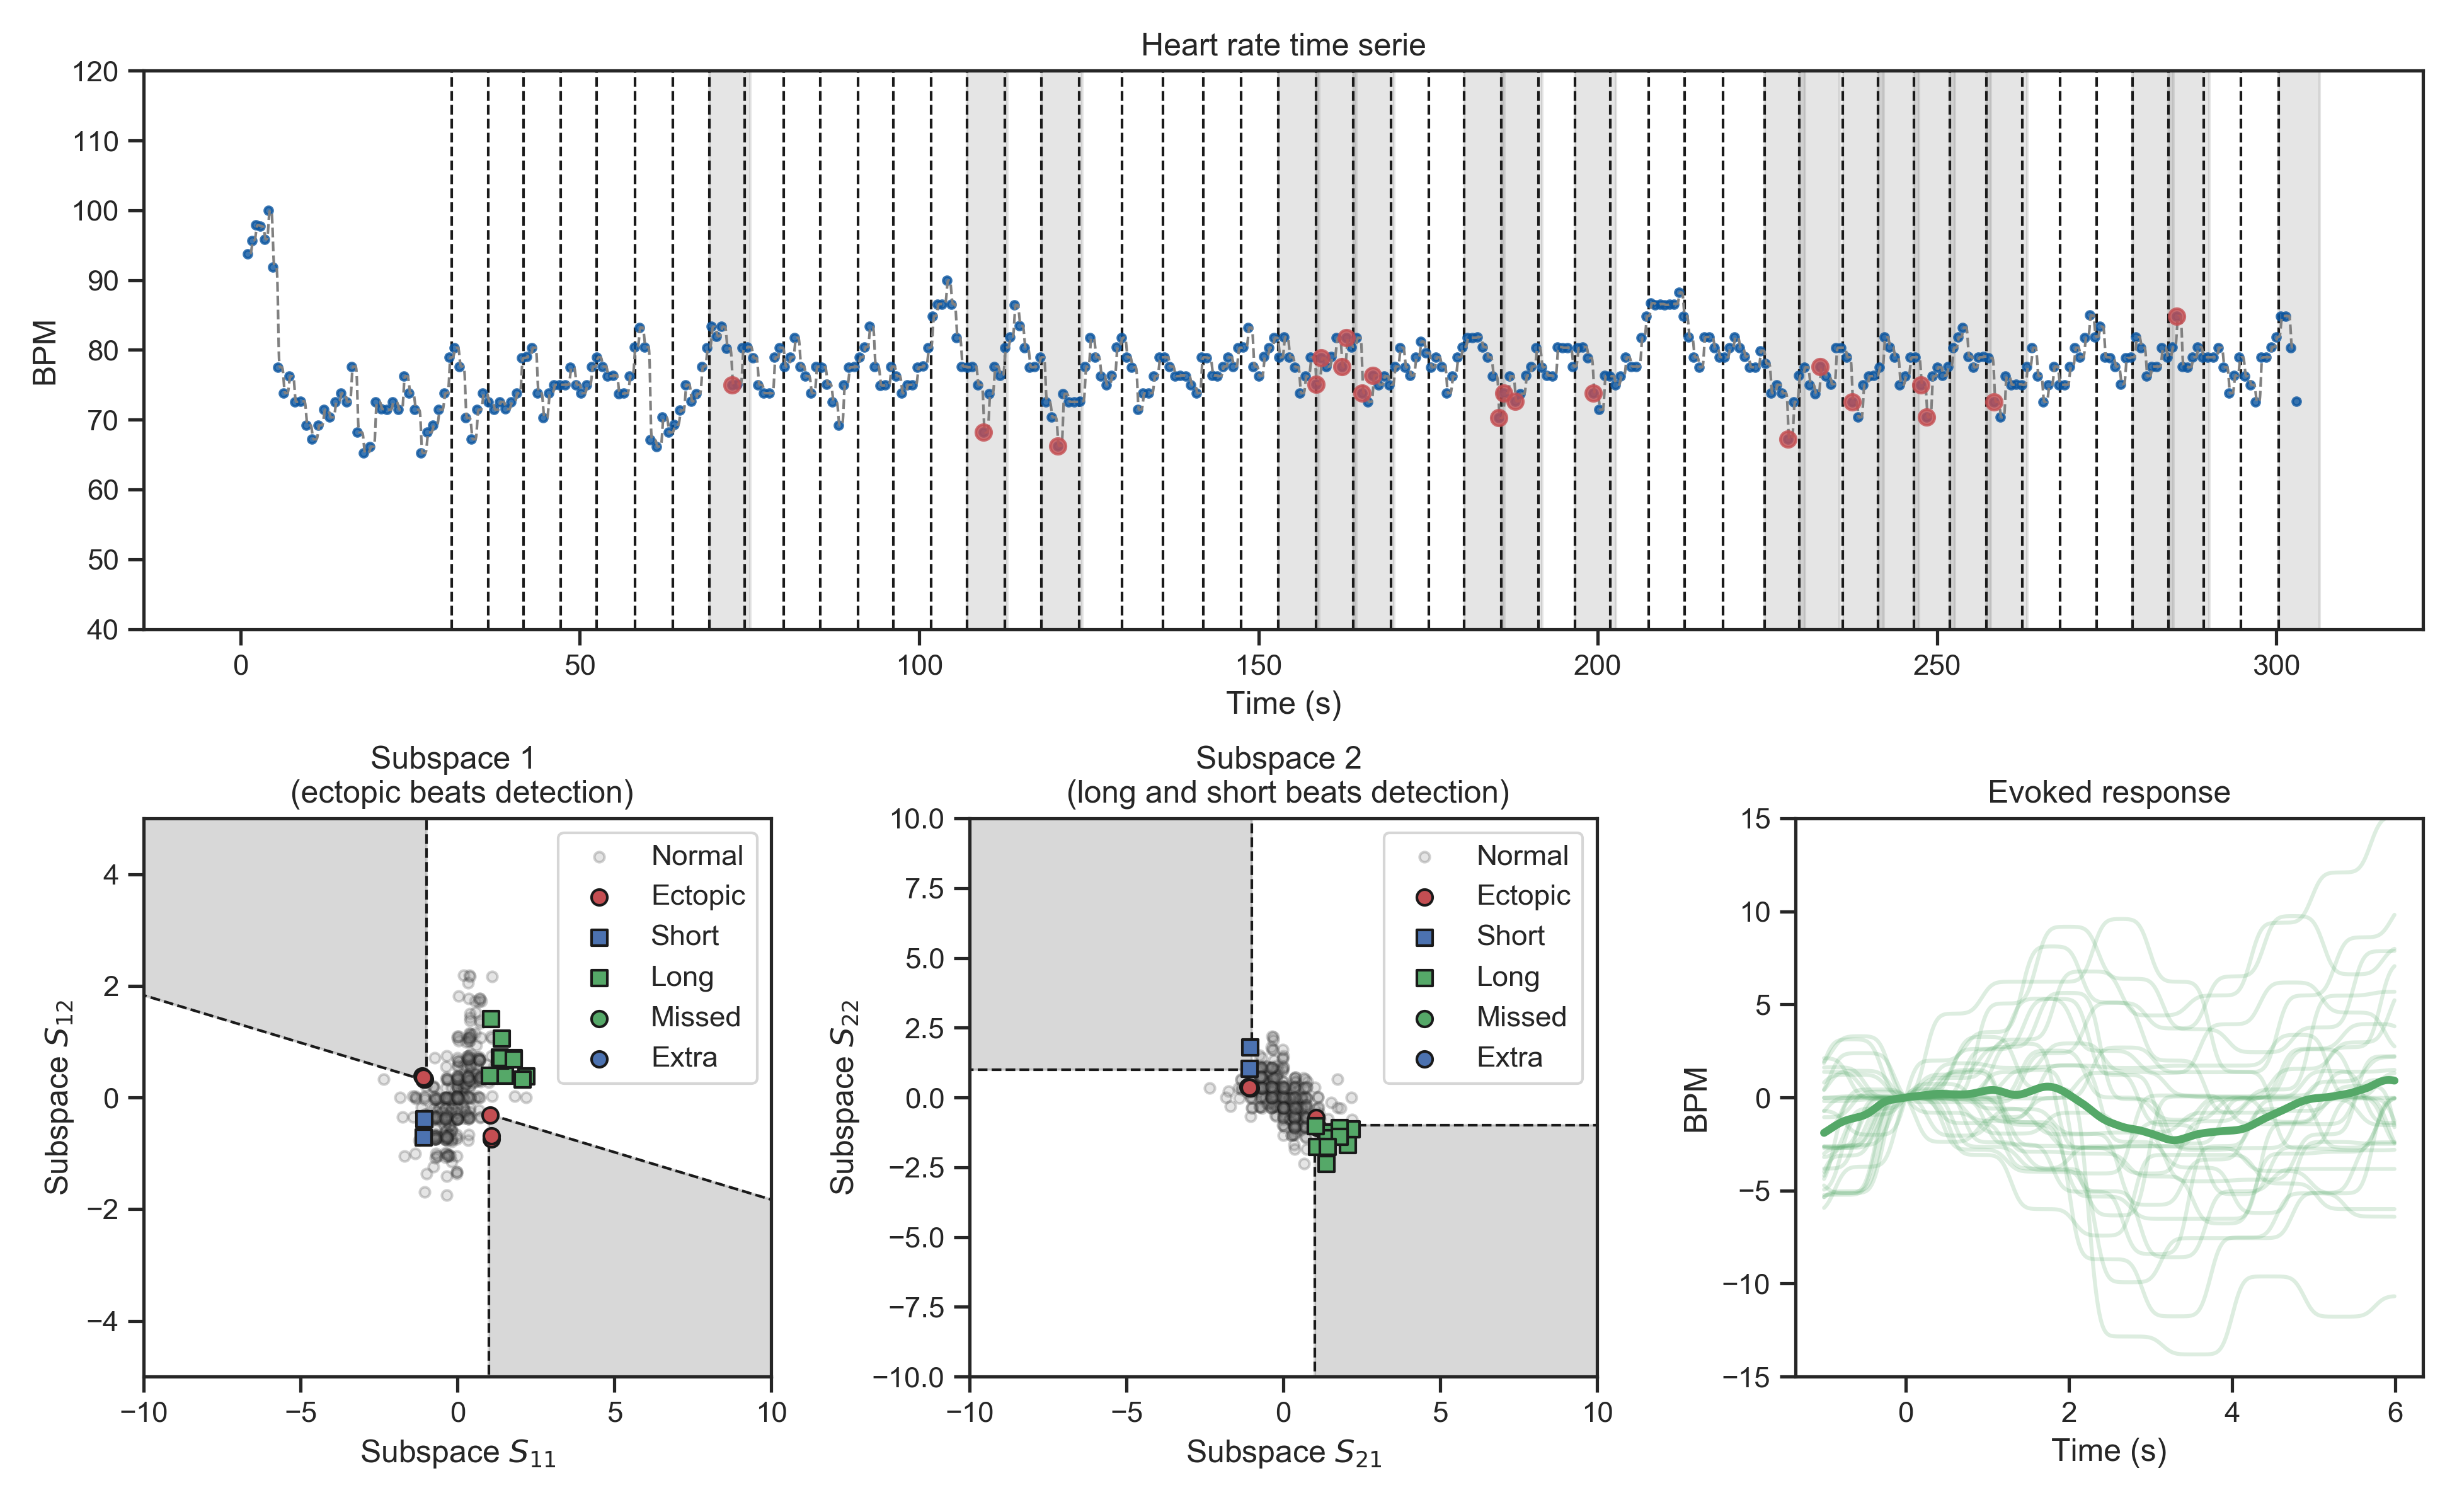 Heart rate time serie
120
110
100
90
80
70
60
50
40
BPM
0 50 100 150 200 250 300
Time (s)
Subspace 1
(ectopic beats detection)
4
2
0
−2
−4
Subspace S12
Normal
Ectopic
Short
Long
Missed
Extra
−10 −5 0 5 10
Subspace S11
Subspace 2
(long and short beats detection)
10.0
7.5
5.0
2.5
0.0
−2.5
−5.0
−7.5
−10.0
Subspace S22
Normal
Ectopic
Short
Long
Missed
Extra
−10 −5 0 5 10
Subspace S21
Evoked response
15
10
5
0
−5
−10
−15
BPM
0 2 4 6
Time (s)